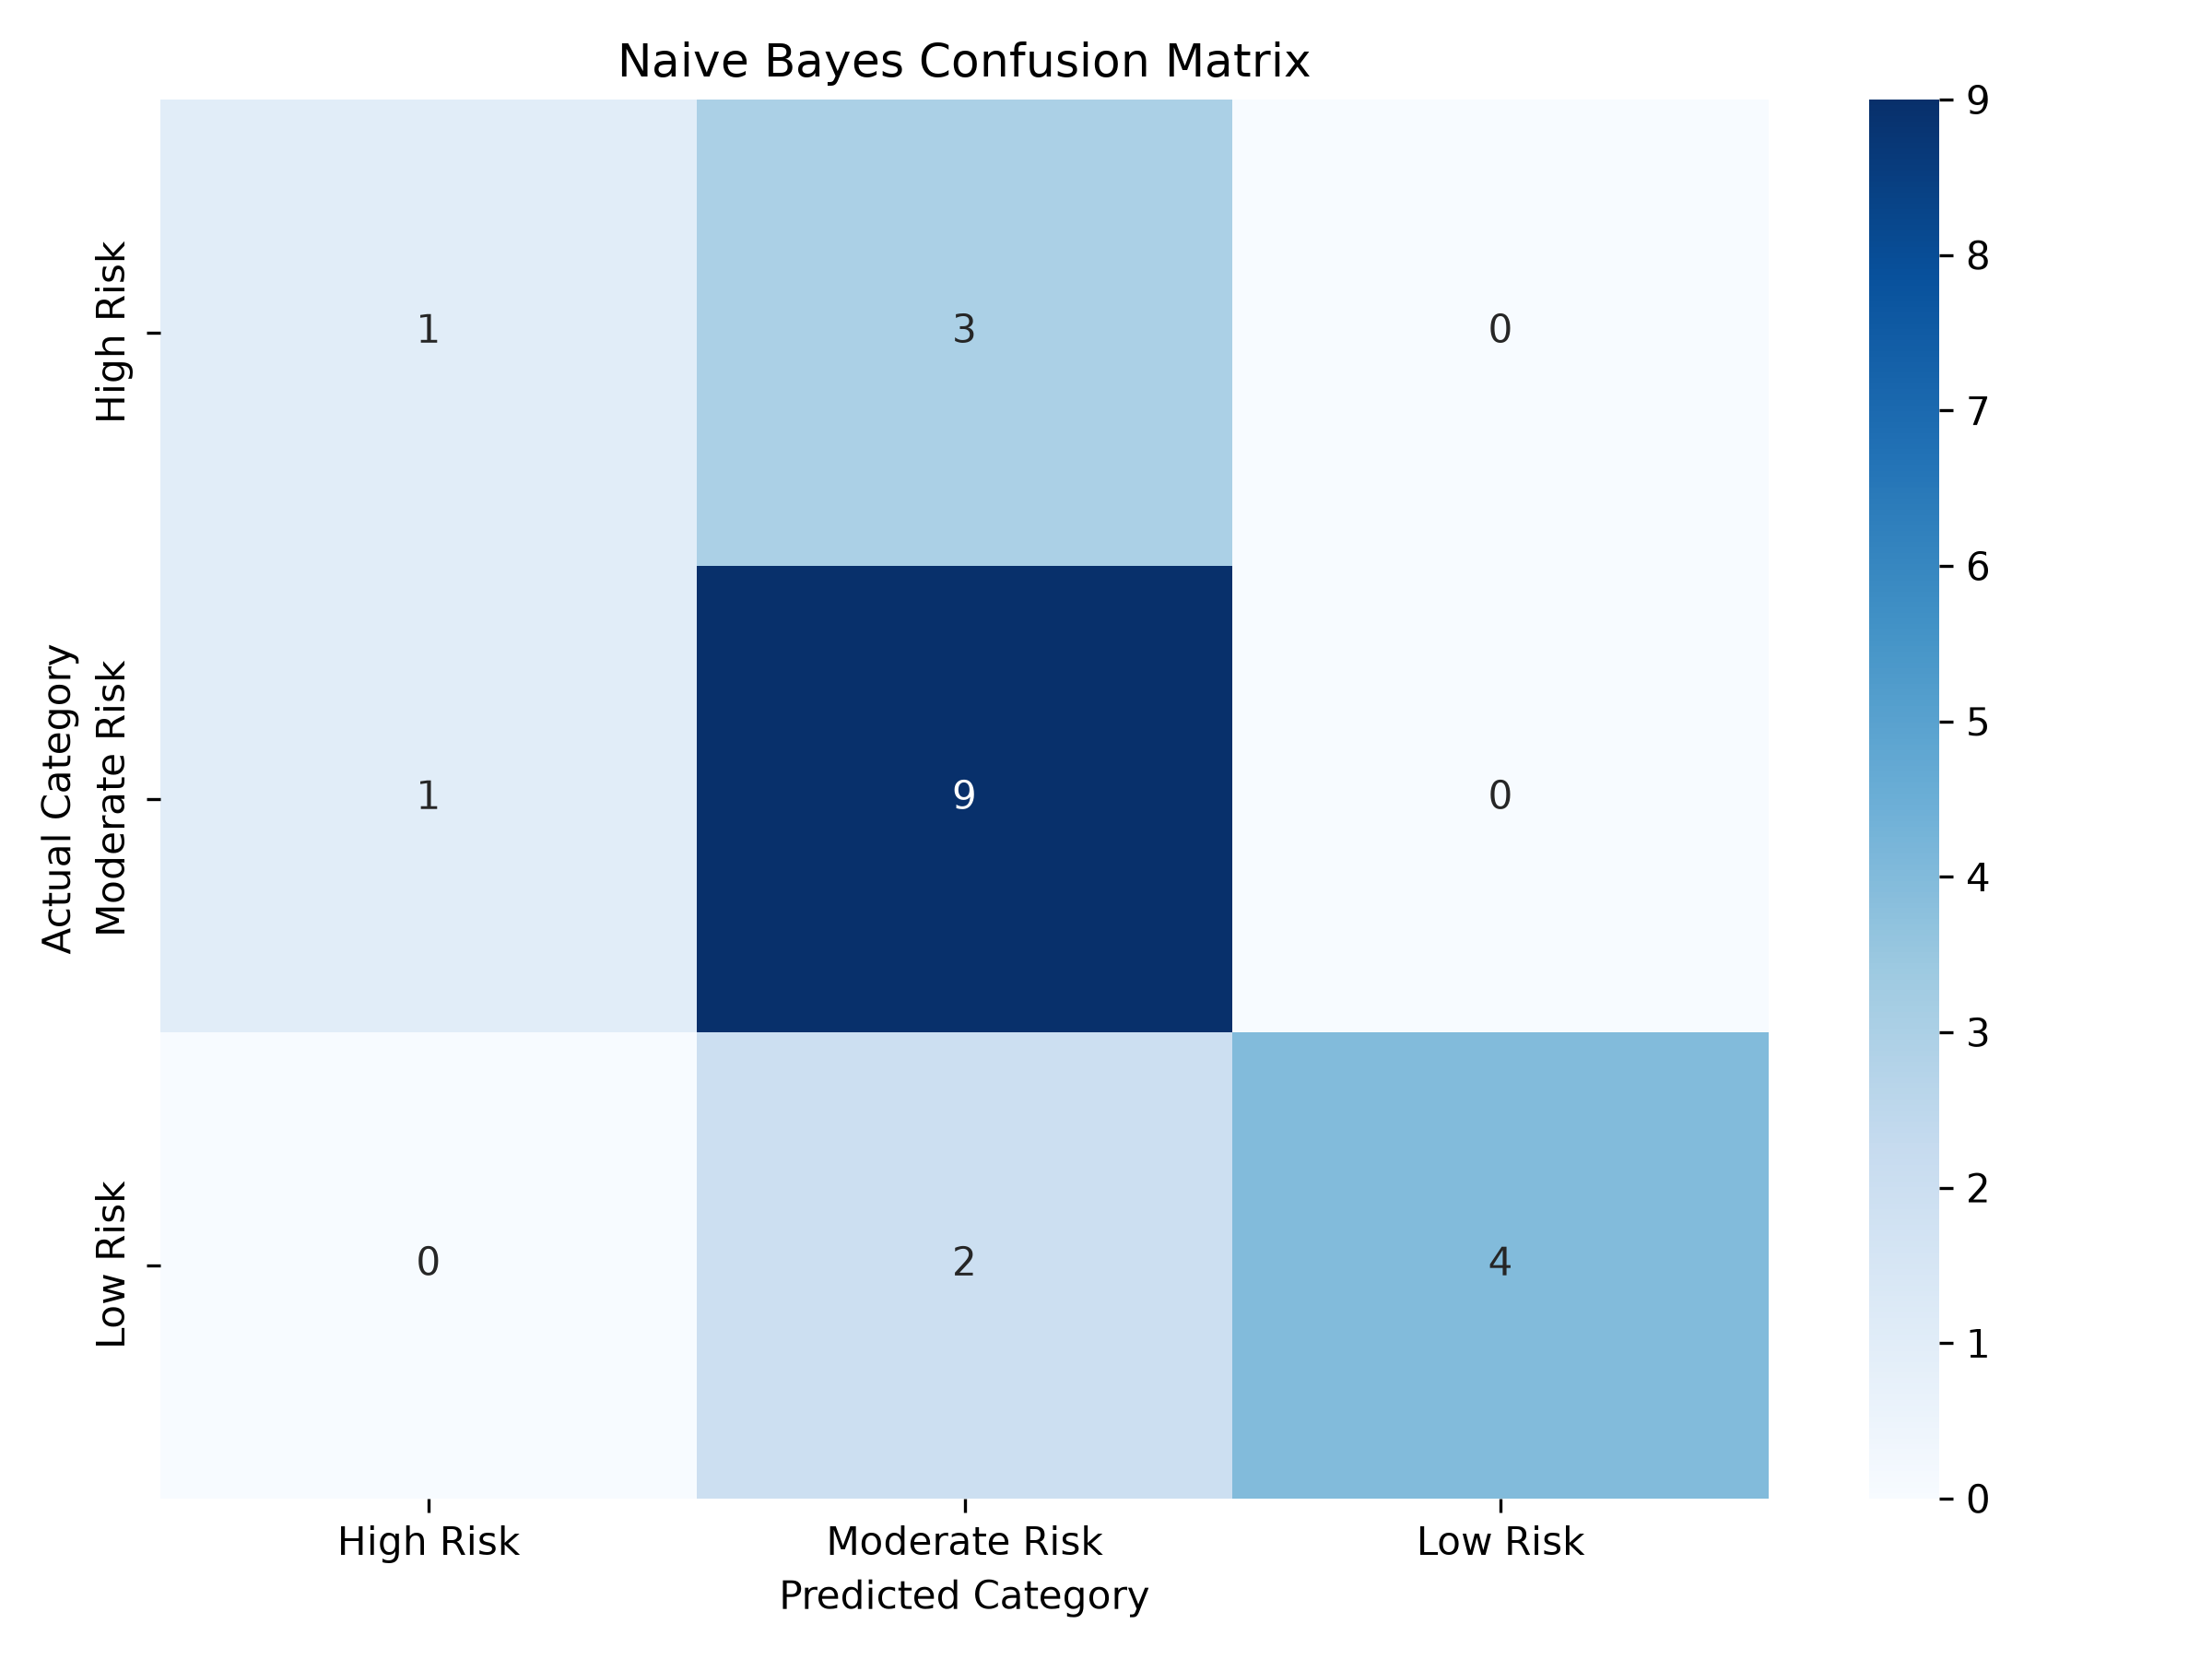 Naive Bayes Confusion Matrix
Actual Category
High Risk
Moderate Risk
Low Risk
1 3 0
1 9 0
0 2 4
High Risk Moderate Risk Low Risk
Predicted Category
9
8
7
6
5
4
3
2
1
0